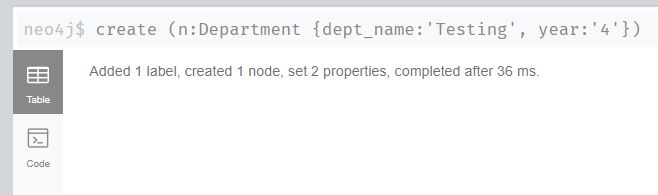 neo4j$ create (n:Department {dept_name:'Testing', year:'4'})
Added 1 label, created 1 node, set 2 properties, completed after 36 ms.
Table
Code